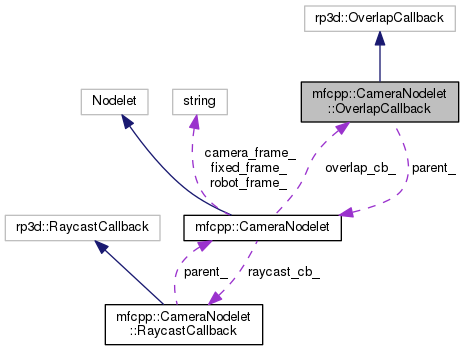 rp3d::OverlapCallback
mfcpp::CameraNodelet
::OverlapCallback
Nodelet
string
camera_frame_
fixed_frame_
robot_frame_
overlap_cb_
parent_
rp3d::RaycastCallback
mfcpp::CameraNodelet
parent_
raycast_cb_
mfcpp::CameraNodelet
::RaycastCallback